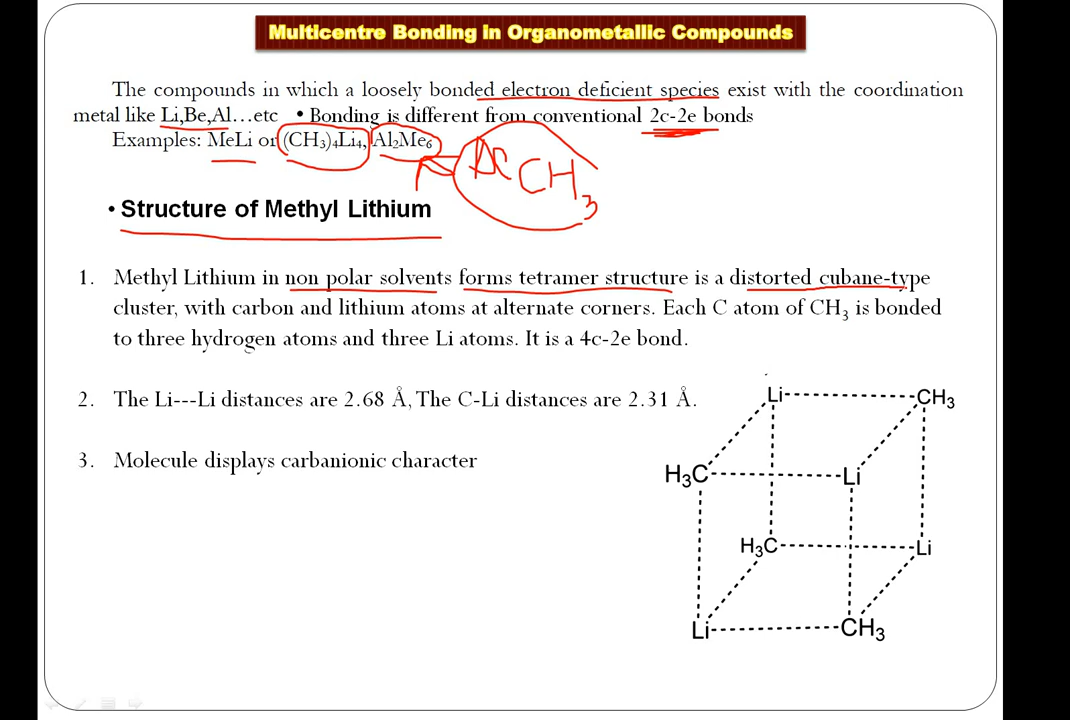 Multicentre Bonding in Organometallic Compounds
The compounds in which a loosely bonded electron deficient species exist with the coordination
metal like Li,Be,Al...etc • Bonding is different from conventional 2c-2e bonds
Examples: MeLi or (CH₃)₄Li₄, Al₂Me₆
CH₃
• Structure of Methyl Lithium
1. Methyl Lithium in non polar solvents forms tetramer structure is a distorted cubane-type
cluster, with carbon and lithium atoms at alternate corners. Each C atom of CH₃ is bonded
to three hydrogen atoms and three Li atoms. It is a 4c-2e bond.
2. The Li---Li distances are 2.68 Å, The C-Li distances are 2.31 Å.
3. Molecule displays carbanionic character
Li CH₃
H₃C Li
H₃C Li
Li CH₃